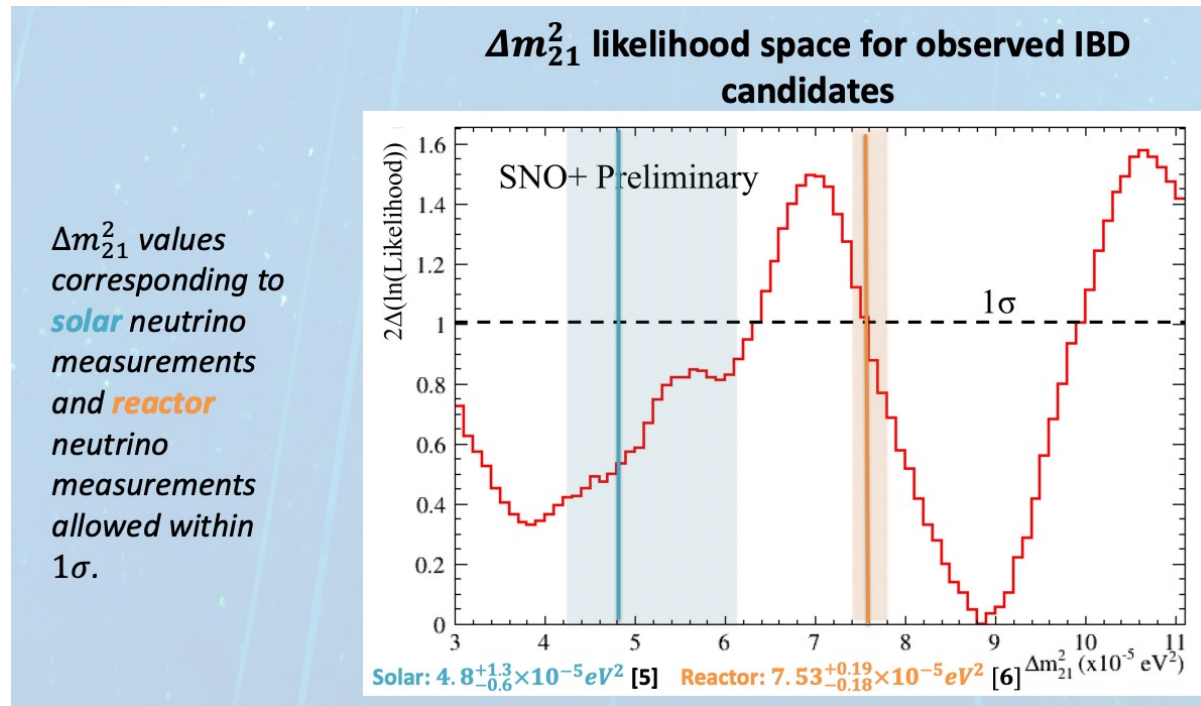 Δm²₂₁ likelihood space for observed IBD
candidates
Δm²₂₁ values
corresponding to
solar neutrino
measurements
and reactor
neutrino
measurements
allowed within
1σ.
2Δ(ln(Likelihood))
1.6
1.4
1.2
1
0.8
0.6
0.4
0.2
0
SNO+ Preliminary
1σ
3 4 5 6 7 8 9 10 11
Δm²₂₁ (x10⁻⁵ eV²)
Solar: 4.8⁺¹·³₋₀.₆×10⁻⁵eV² [5] Reactor: 7.53⁺⁰·¹⁹₋₀.₁₈×10⁻⁵eV² [6]